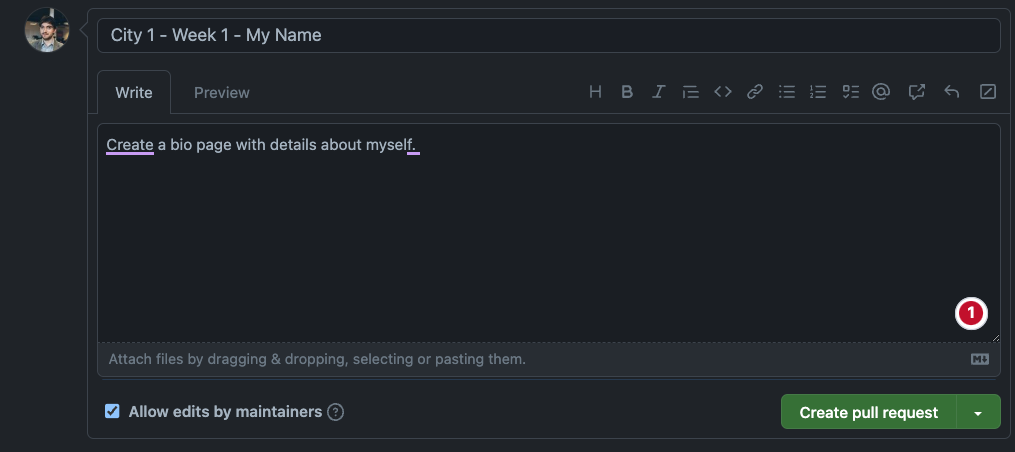 City 1 - Week 1 - My Name
Write
Preview
H B I <> @
Create a bio page with details about myself.
1
Attach files by dragging & dropping, selecting or pasting them.
M↓
Allow edits by maintainers ?
Create pull request